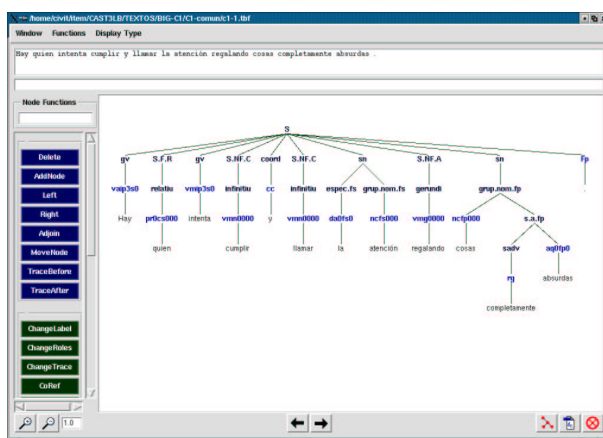 /home/civit/item/CAST3LB/TEXTOS/BIG-C1/C1-comun/c1-1.tbf
Window Functions Display Type
Hay quien intenta cumplir y llamar la atención regalando cosas completamente absurdas .
Node Functions
Delete
AddNode
Left
Right
Adjoin
MoveNode
TraceBefore
TraceAfter
ChangeLabel
ChangeRoles
ChangeTrace
CoRef
1.0
S
gv S.F.R gv S.NF.C coord S.NF.C sn S.NF.A sn Fp
vaip3s0 relatiu vmip3s0 infinitiu cc infinitiu espec.fs grup.nom.fs gerundi grup.nom.fp .
Hay pr0cs000 intenta vmn0000 y vmn0000 da0fs0 ncfs000 vmg0000 ncfp000 s.a.fp
quien cumplir llamar la atención regalando cosas sadv aq0fp0
rg absurdas
completamente